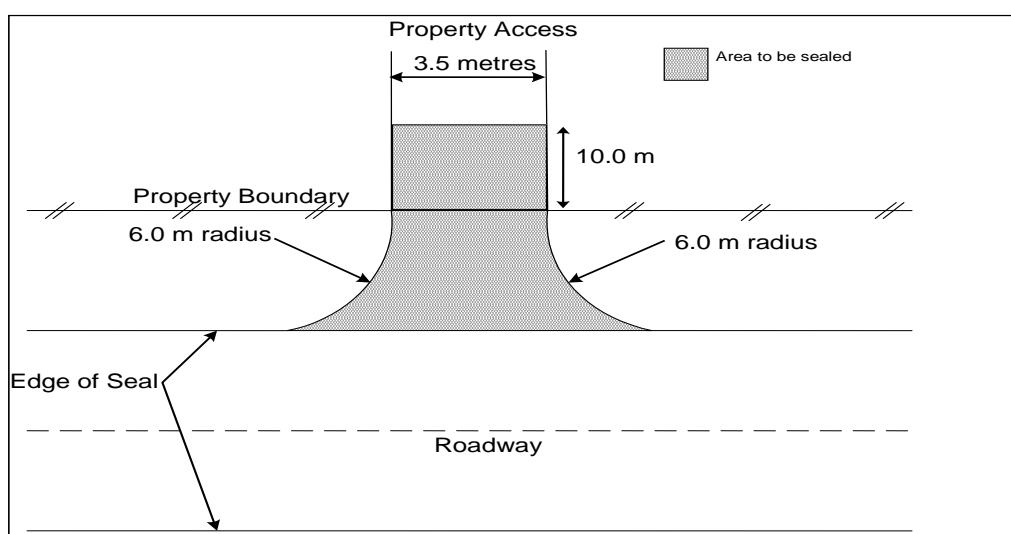 Property Access
3.5 metres
Area to be sealed
10.0 m
Property Boundary
6.0 m radius
6.0 m radius
Edge of Seal
Roadway